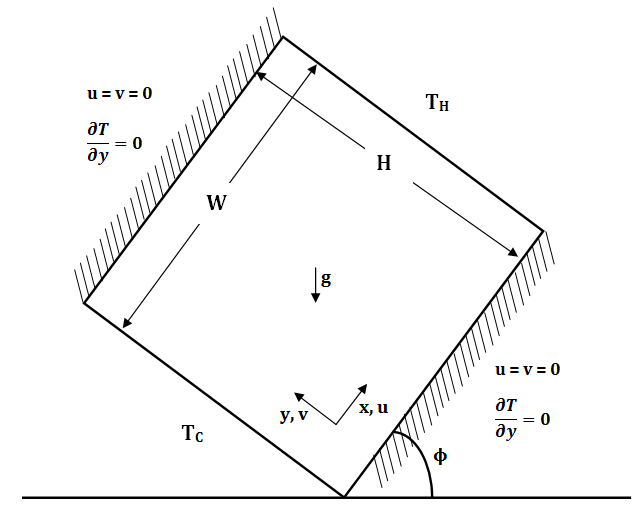 u = v = 0
∂T/∂y = 0
T_H
H
W
g
y, v
x, u
T_C
ϕ
u = v = 0
∂T/∂y = 0